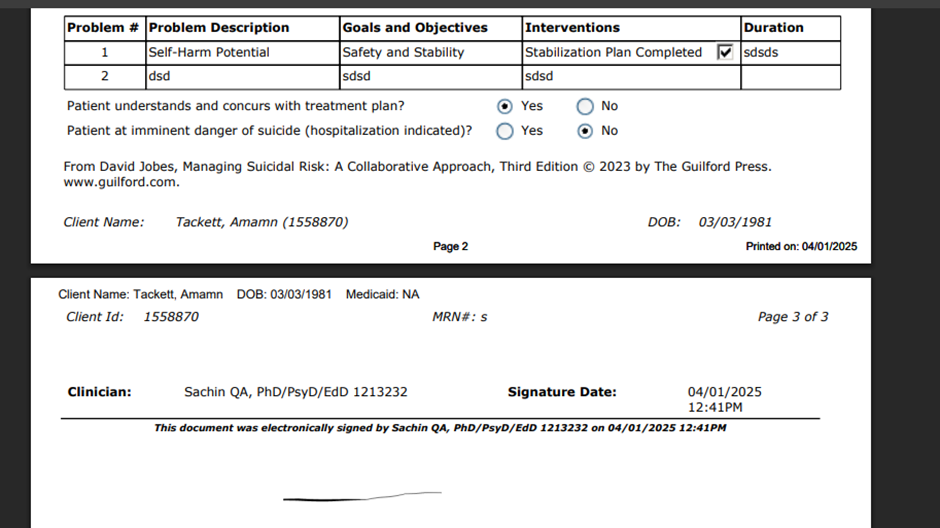 Problem # Problem Description Goals and Objectives Interventions Duration
1 Self-Harm Potential Safety and Stability Stabilization Plan Completed sdsds
2 dsd sdsd sdsd
Patient understands and concurs with treatment plan? Yes No
Patient at imminent danger of suicide (hospitalization indicated)? Yes No
From David Jobes, Managing Suicidal Risk: A Collaborative Approach, Third Edition © 2023 by The Guilford Press.
www.guilford.com.
Client Name: Tackett, Amamn (1558870) DOB: 03/03/1981
Page 2 Printed on: 04/01/2025
Client Name: Tackett, Amamn DOB: 03/03/1981 Medicaid: NA
Client Id: 1558870 MRN#: s Page 3 of 3
Clinician: Sachin QA, PhD/PsyD/EdD 1213232 Signature Date: 04/01/2025
12:41PM
This document was electronically signed by Sachin QA, PhD/PsyD/EdD 1213232 on 04/01/2025 12:41PM